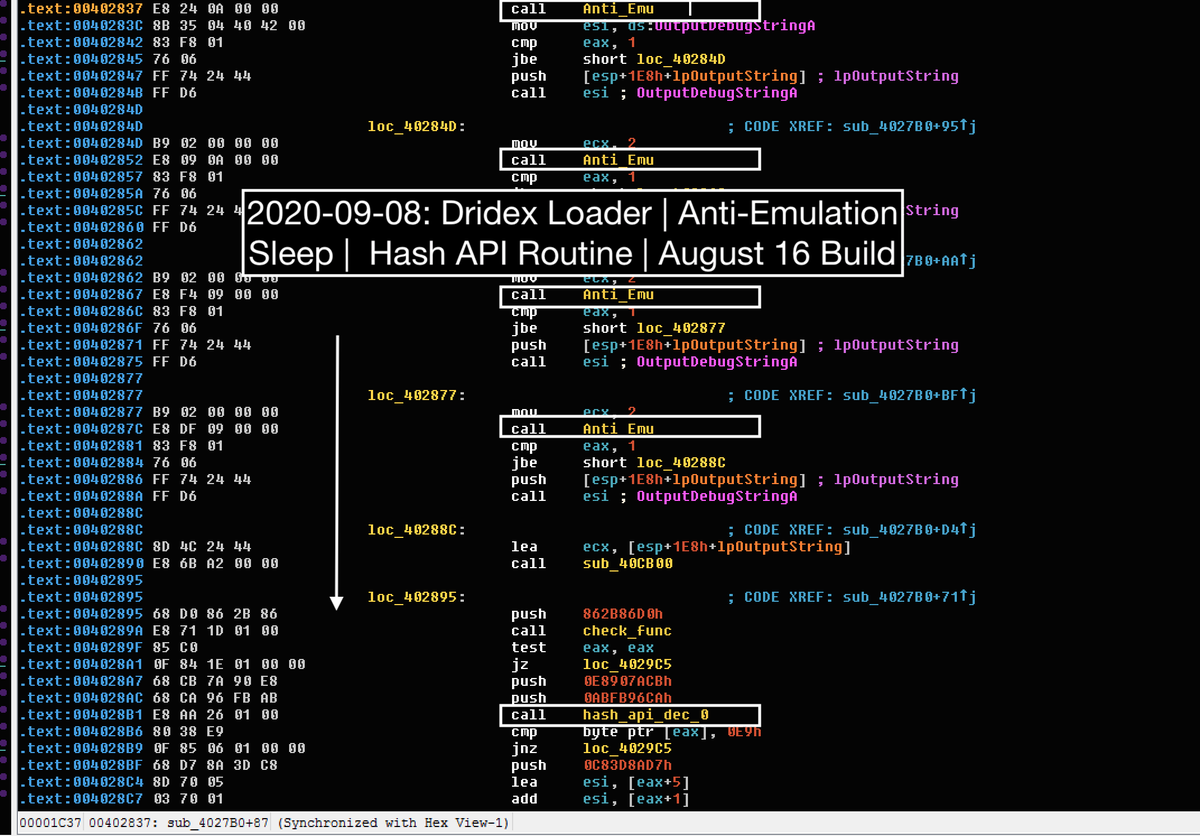 .text:00402837 E8 24 0A 00 00 call Anti_Emu
.text:0040283C 8B 35 04 40 42 00 mov esi, ds:OutputDebugStringA
.text:00402842 83 F8 01 cmp eax, 1
.text:00402845 76 06 jbe short loc_40284D
.text:00402847 FF 74 24 44 push [esp+1E8h+lpOutputString] ; lpOutputString
.text:0040284B FF D6 call esi ; OutputDebugStringA
.text:0040284D
.text:0040284D loc_40284D: ; CODE XREF: sub_4027B0+95↑j
.text:0040284D B9 02 00 00 00 mov ecx, 2
.text:00402852 E8 09 0A 00 00 call Anti_Emu
.text:00402857 83 F8 01 cmp eax, 1
.text:0040285A 76 06
.text:0040285C FF 74 24 4 String
.text:00402860 FF D6
.text:00402862
.text:00402862 7B0+AA↑j
2020-09-08: Dridex Loader | Anti-Emulation
Sleep | Hash API Routine | August 16 Build
.text:00402862 B9 02 00 00 00 mov ecx, 2
.text:00402867 E8 F4 09 00 00 call Anti_Emu
.text:0040286C 83 F8 01 cmp eax, 1
.text:0040286F 76 06 jbe short loc_402877
.text:00402871 FF 74 24 44 push [esp+1E8h+lpOutputString] ; lpOutputString
.text:00402875 FF D6 call esi ; OutputDebugStringA
.text:00402877
.text:00402877 loc_402877: ; CODE XREF: sub_4027B0+BF↑j
.text:00402877 B9 02 00 00 00 mov ecx, 2
.text:0040287C E8 DF 09 00 00 call Anti_Emu
.text:00402881 83 F8 01 cmp eax, 1
.text:00402884 76 06 jbe short loc_40288C
.text:00402886 FF 74 24 44 push [esp+1E8h+lpOutputString] ; lpOutputString
.text:0040288A FF D6 call esi ; OutputDebugStringA
.text:0040288C
.text:0040288C loc_40288C: ; CODE XREF: sub_4027B0+D4↑j
.text:0040288C 8D 4C 24 44 lea ecx, [esp+1E8h+lpOutputString]
.text:00402890 E8 6B A2 00 00 call sub_40CB00
.text:00402895
.text:00402895 loc_402895: ; CODE XREF: sub_4027B0+71↑j
.text:00402895 68 D0 86 2B 86 push 862B86D0h
.text:0040289A E8 71 1D 01 00 call check_func
.text:0040289F 85 C0 test eax, eax
.text:004028A1 0F 84 1E 01 00 00 jz loc_4029C5
.text:004028A7 68 CB 7A 90 E8 push 0E8907ACBh
.text:004028AC 68 CA 96 FB AB push 0ABFB96CAh
.text:004028B1 E8 AA 26 01 00 call hash_api_dec_0
.text:004028B6 80 38 E9 cmp byte ptr [eax], 0E9h
.text:004028B9 0F 85 06 01 00 00 jnz loc_4029C5
.text:004028BF 68 D7 8A 3D C8 push 0C83D8AD7h
.text:004028C4 8D 70 05 lea esi, [eax+5]
.text:004028C7 03 70 01 add esi, [eax+1]
00001C37 00402837: sub_4027B0+87 (Synchronized with Hex View-1)